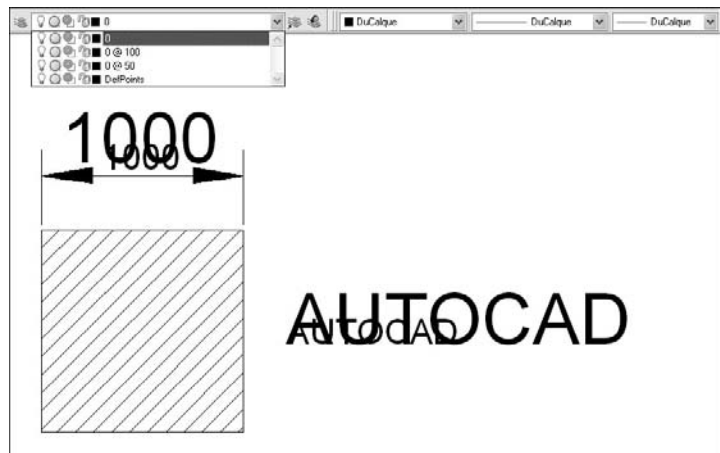 0 DuCalque DuCalque DuCalque
0
0 @ 100
0 @ 50
DefPoints
1000
1000
AUTOCAD
AUTOCAD